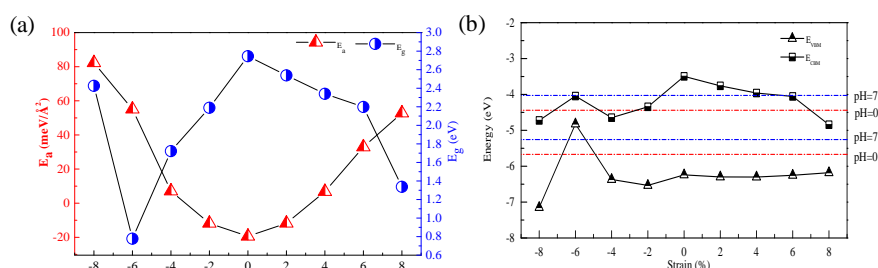 (a)
100
80
60
40
20
0
-20
E_a (meV/Å²)
E_a
E_g
3.0
2.8
2.6
2.4
2.2
2.0
1.8
1.6
1.4
1.2
1.0
0.8
0.6
E_g (eV)
-8 -6 -4 -2 0 2 4 6 8
(b)
-2
-3
-4
-5
-6
-7
-8
Energy (eV)
E_VBM
E_CBM
pH=7
pH=0
pH=7
pH=0
-8 -6 -4 -2 0 2 4 6 8
Strain (%)